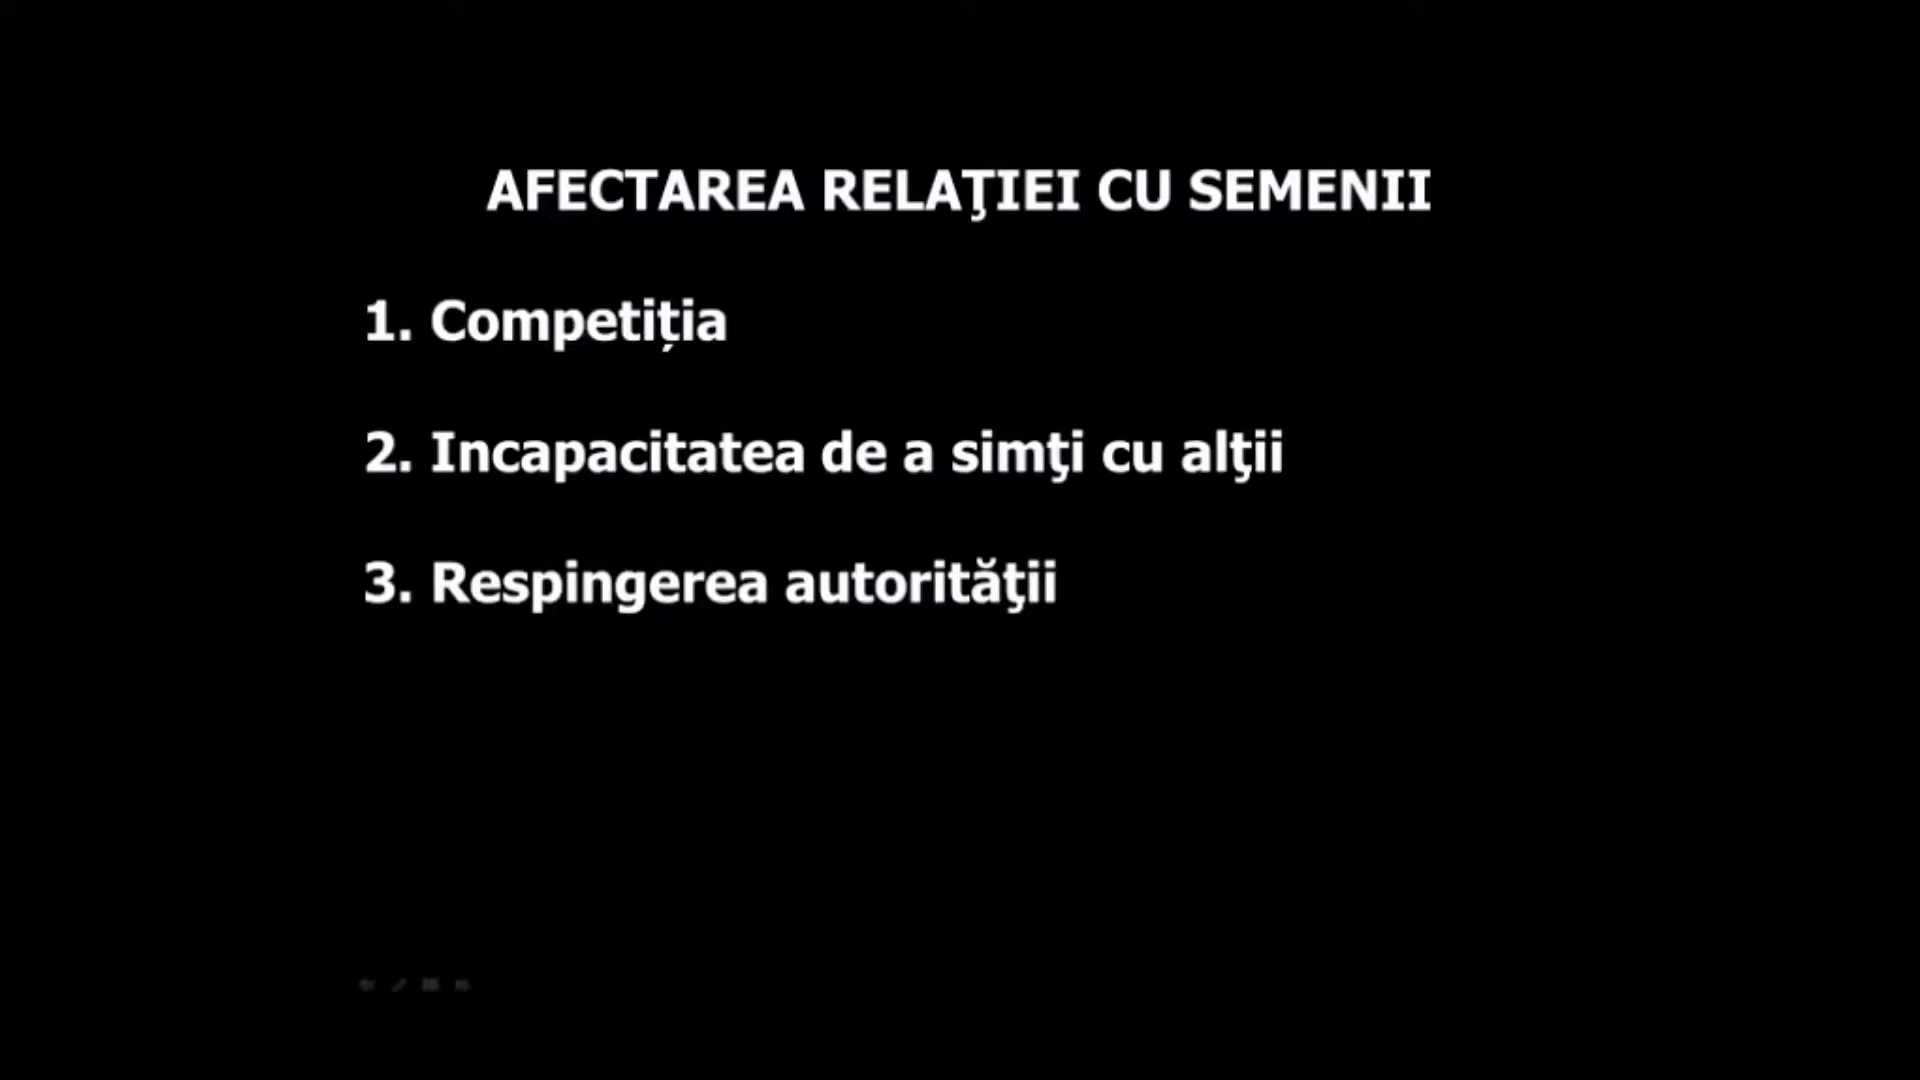 AFECTAREA RELAŢIEI CU SEMENII
1. Competiția
2. Incapacitatea de a simţi cu alţii
3. Respingerea autorităţii